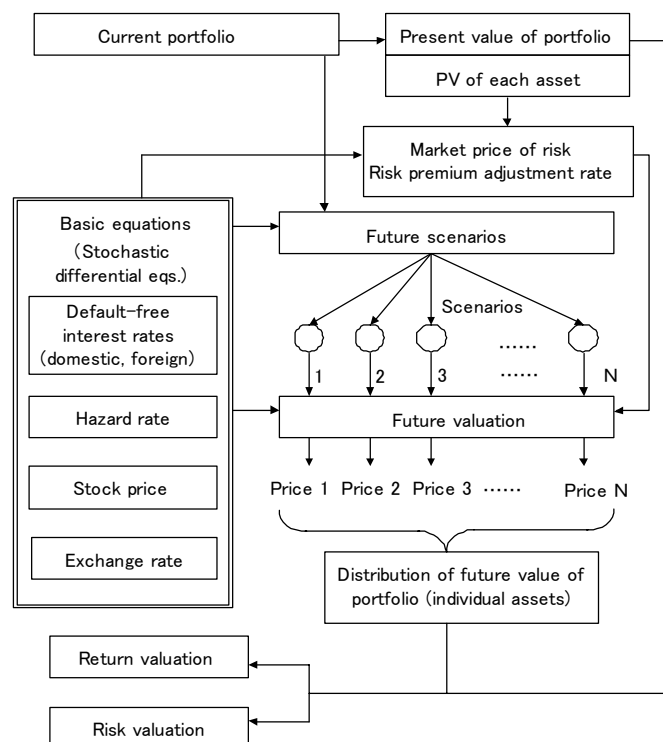 Current portfolio
Present value of portfolio
PV of each asset
Market price of risk
Risk premium adjustment rate
Basic equations
(Stochastic
differential eqs.)
Future scenarios
Default-free
interest rates
(domestic, foreign)
Scenarios
……
1 2 3 …… N
Hazard rate
Future valuation
Stock price
Price 1 Price 2 Price 3 …… Price N
Exchange rate
Distribution of future value of
portfolio (individual assets)
Return valuation
Risk valuation